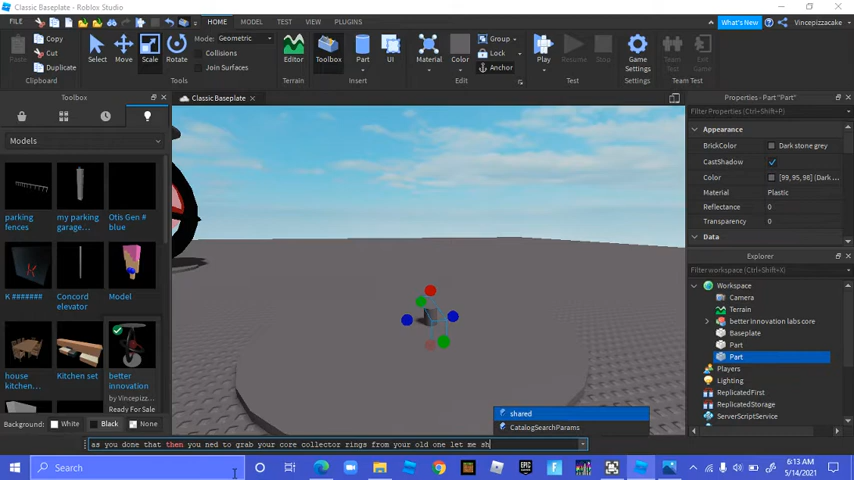 Classic Baseplate - Roblox Studio
FILE HOME MODEL TEST VIEW PLUGINS What's New Vincepizzacake
Paste Copy Cut Duplicate Clipboard
Select Move Scale Rotate Mode: Geometric Collisions Join Surfaces Tools
Editor Terrain
Toolbox Part UI Insert
Material Color Group Lock Anchor Edit
Play Resume Stop Test
Game Settings Settings
Team Test Exit Game Team Test
Toolbox
Models
parking fences
my parking garage...
Otis Gen # blue
K #######
Concord elevator
Model
house kitchen...
Kitchen set
better innovation
by Vincepizz...
Ready For Sale
Background: White Black None
Classic Baseplate
Properties - Part "Part"
Filter Properties (Ctrl+Shift+P)
Appearance
BrickColor Dark stone grey
CastShadow
Color [99,95,98] (Dark ...
Material Plastic
Reflectance 0
Transparency 0
Data
Explorer
Filter workspace (Ctrl+Shift+X)
Workspace
Camera
Terrain
better innovation labs core
Baseplate
Part
Part
Players
Lighting
ReplicatedFirst
ReplicatedStorage
ServerScriptService
shared
CatalogSearchParams
as you done that them you ned to grab your core collector rings from your old one let me sh
Search
6:13 AM
5/14/2021